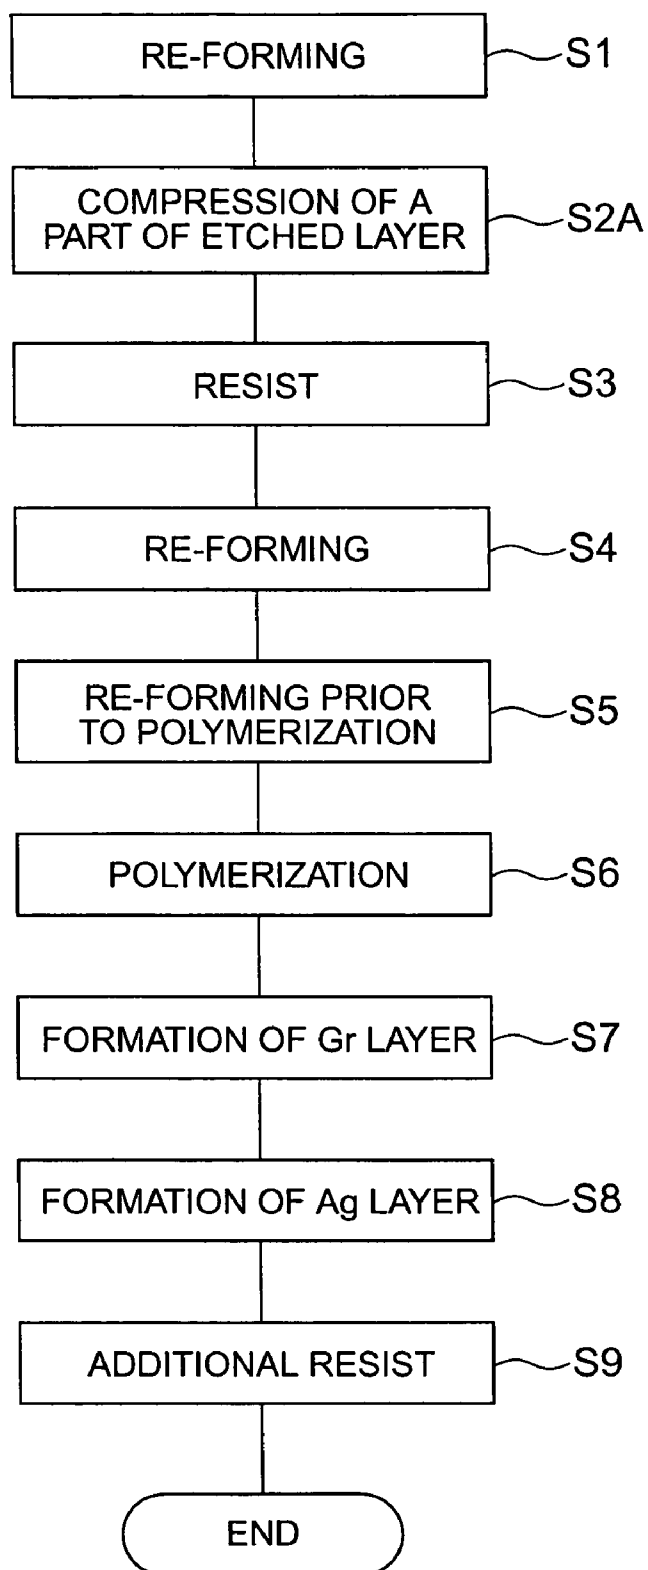 RE-FORMING S1
COMPRESSION OF A
PART OF ETCHED LAYER S2A
RESIST S3
RE-FORMING S4
RE-FORMING PRIOR
TO POLYMERIZATION S5
POLYMERIZATION S6
FORMATION OF Gr LAYER S7
FORMATION OF Ag LAYER S8
ADDITIONAL RESIST S9
END